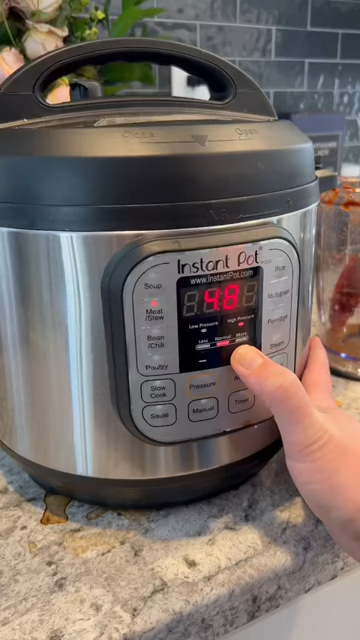 Close
Open
Instant Pot
www.InstantPot.com
Soup
48
Rice
Meat
/Stew
Low Pressure
High Pressure
Multigrain
Less
Normal
More
Bean
/Chili
Porridge
Steam
Poultry
Slow
Cook
Pressure
Sauté
Manual
Timer